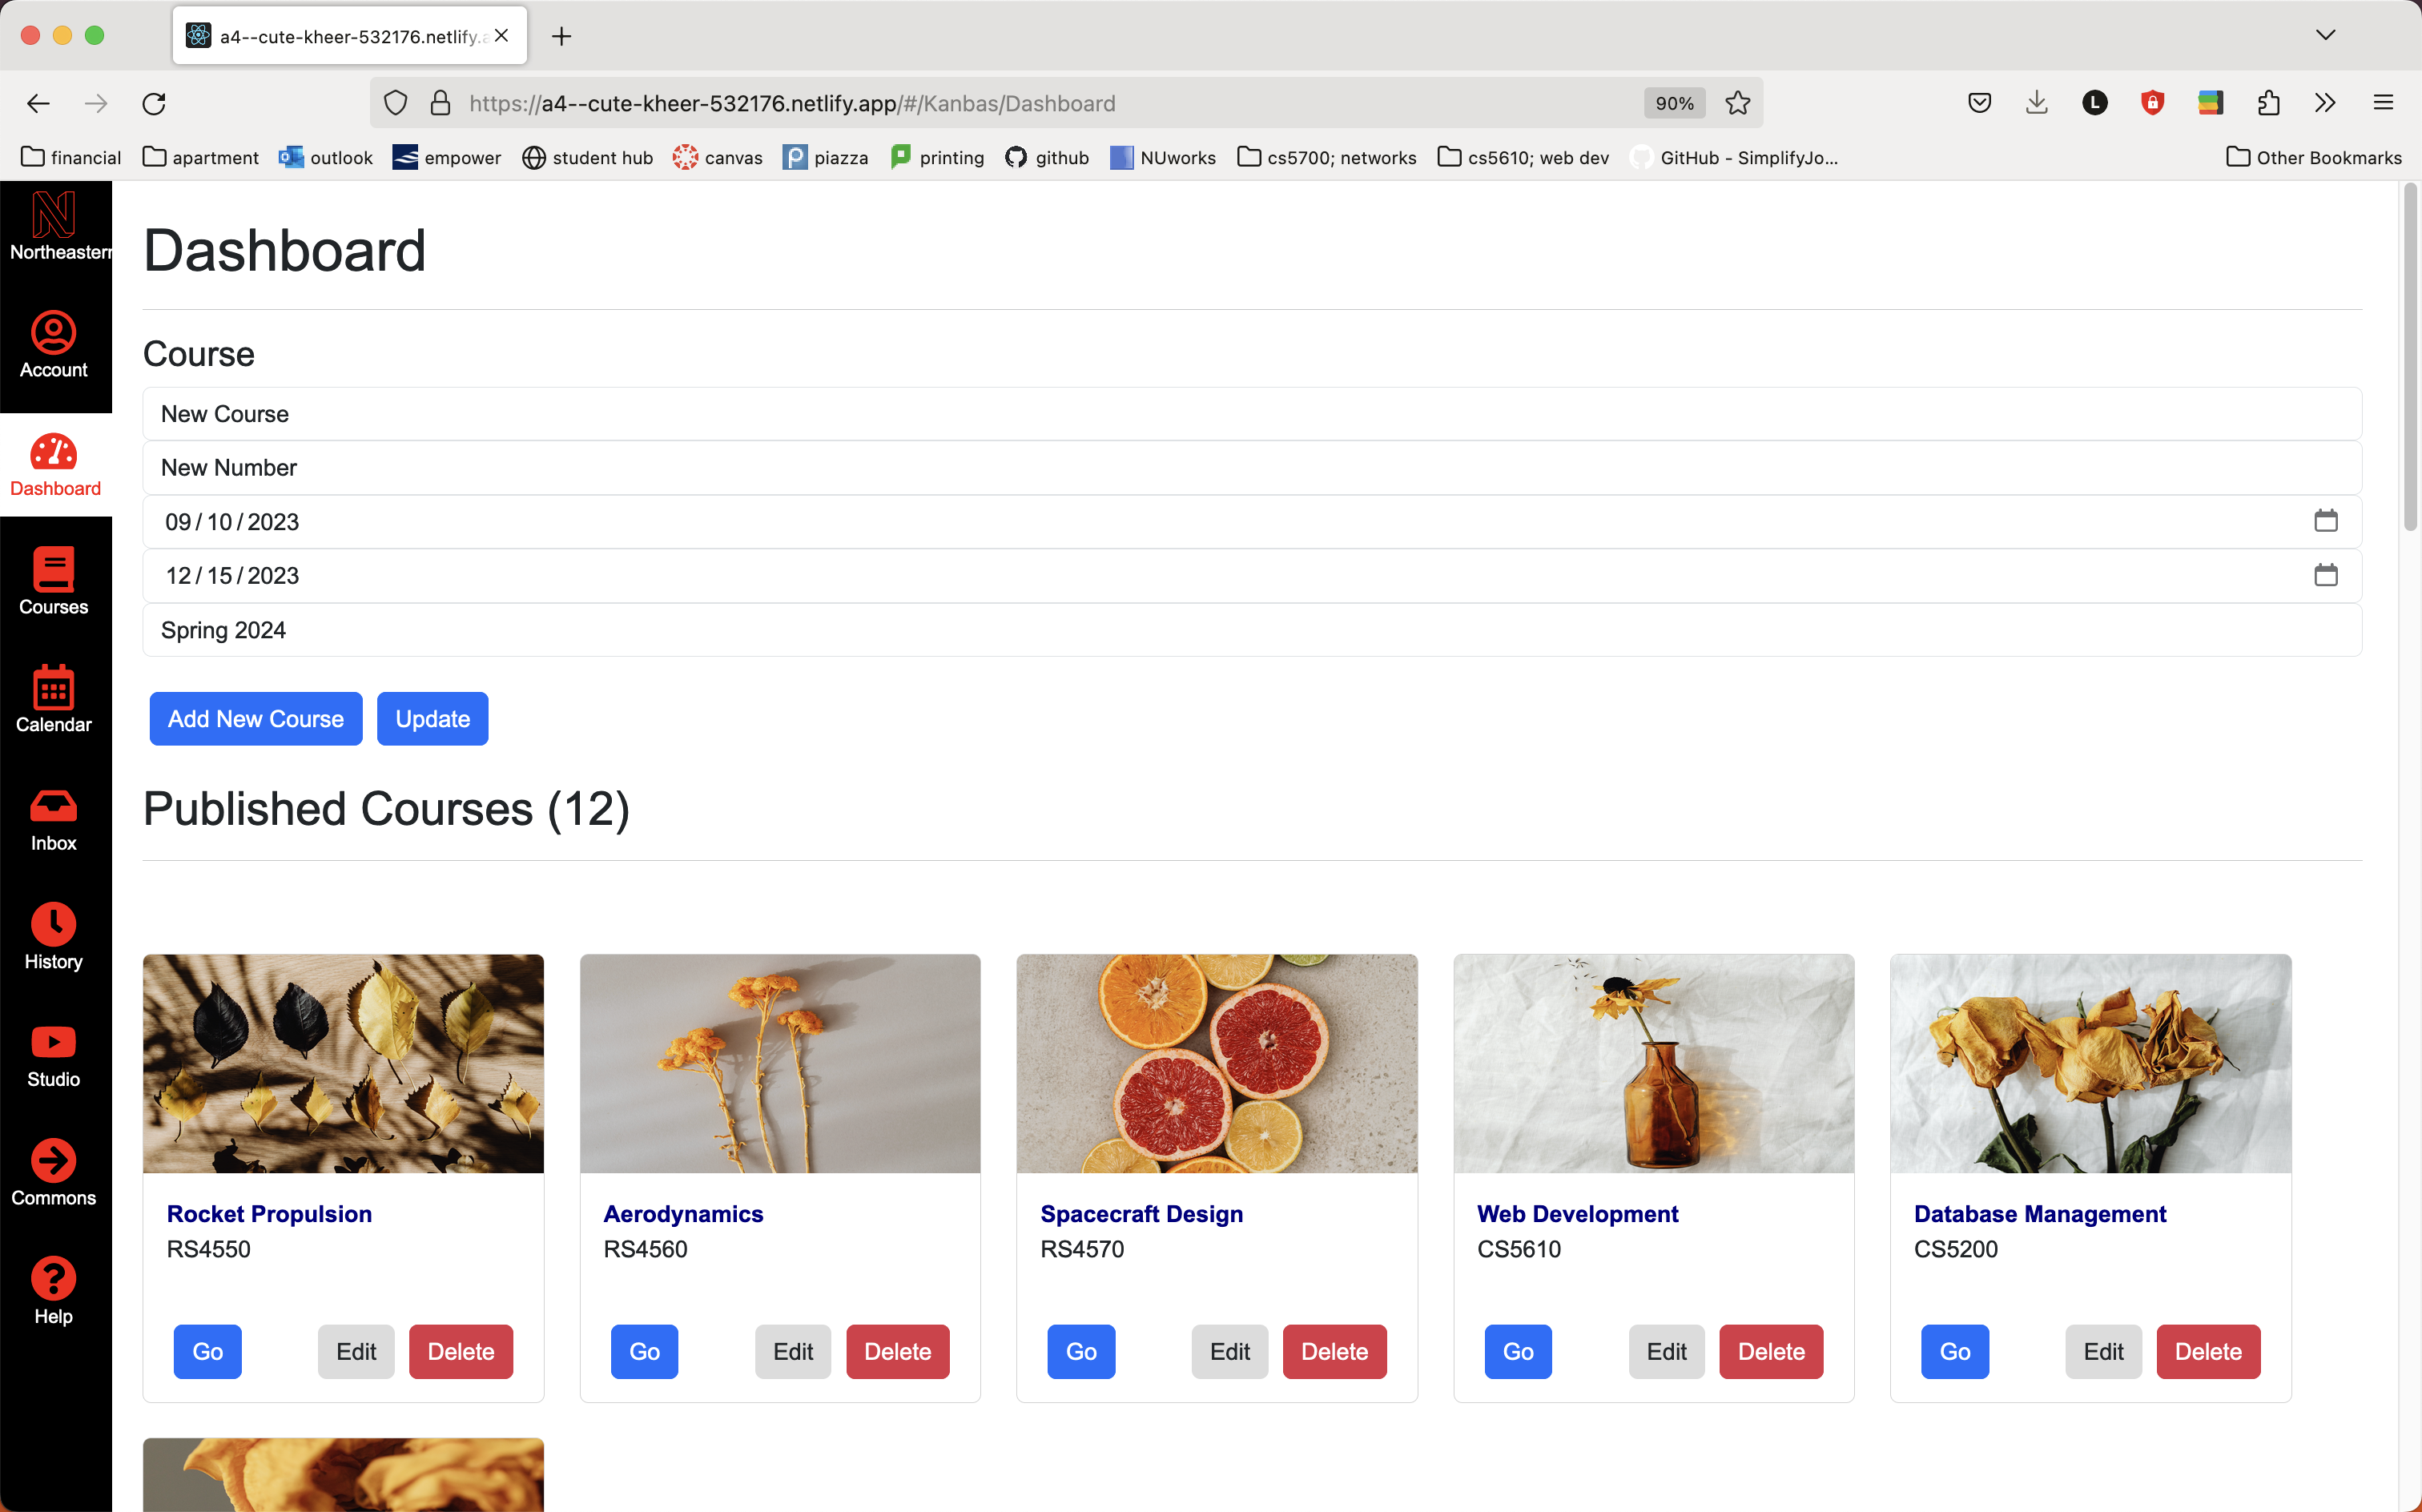 a4--cute-kheer-532176.netlify.a
https://a4--cute-kheer-532176.netlify.app/#/Kanbas/Dashboard
90%
L
financial
apartment
outlook
empower
student hub
canvas
piazza
printing
github
NUworks
cs5700; networks
cs5610; web dev
GitHub - SimplifyJo...
Other Bookmarks
Northeastern
Account
Dashboard
Courses
Calendar
Inbox
History
Studio
Commons
Help
Dashboard
Course
New Course
New Number
09/10/2023
12/15/2023
Spring 2024
Add New Course Update
Published Courses (12)
Rocket Propulsion
RS4550
Go Edit Delete
Aerodynamics
RS4560
Go Edit Delete
Spacecraft Design
RS4570
Go Edit Delete
Web Development
CS5610
Go Edit Delete
Database Management
CS5200
Go Edit Delete